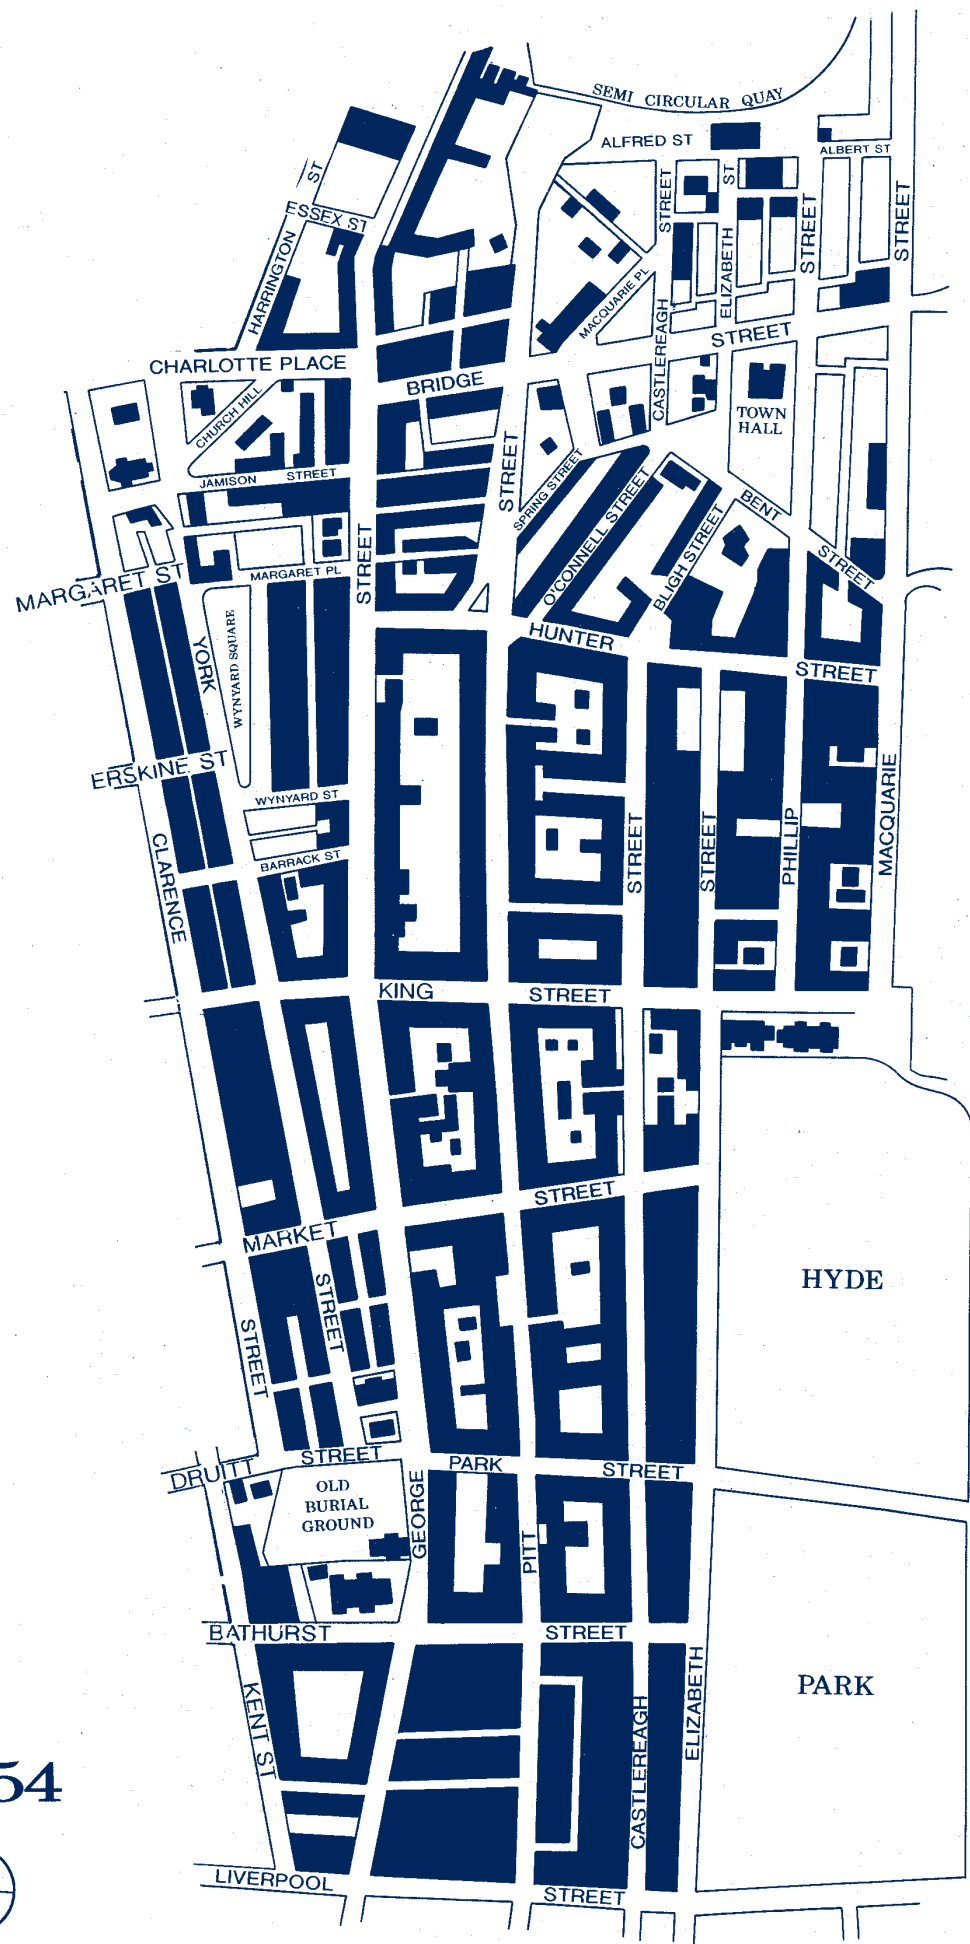 SEMI CIRCULAR QUAY
ALFRED ST
ALBERT ST
ST
ST
ESSEX ST
STREET
STREET
STREET
HARRINGTON
ELIZABETH
MACQUARIE PL
CASTLEREAGH
STREET
CHARLOTTE PLACE
BRIDGE
CHURCH HILL
TOWN
HALL
JAMISON STREET
STREET
SPRING STREET
O'CONNELL STREET
BLIGH STREET
BENT
STREET
STREET
MARGARET ST
MARGARET PL
HUNTER
STREET
YORK
WYNYARD SQUARE
ERSKINE ST
WYNYARD ST
BARRACK ST
CLARENCE
STREET
STREET
PHILLIP
MACQUARIE
KING
STREET
STREET
MARKET
STREET
STREET
HYDE
DRUITT
STREET
PARK
STREET
OLD
BURIAL
GROUND
GEORGE
PITT
BATHURST
STREET
KENT ST
CASTLEREAGH
ELIZABETH
PARK
54
LIVERPOOL
STREET